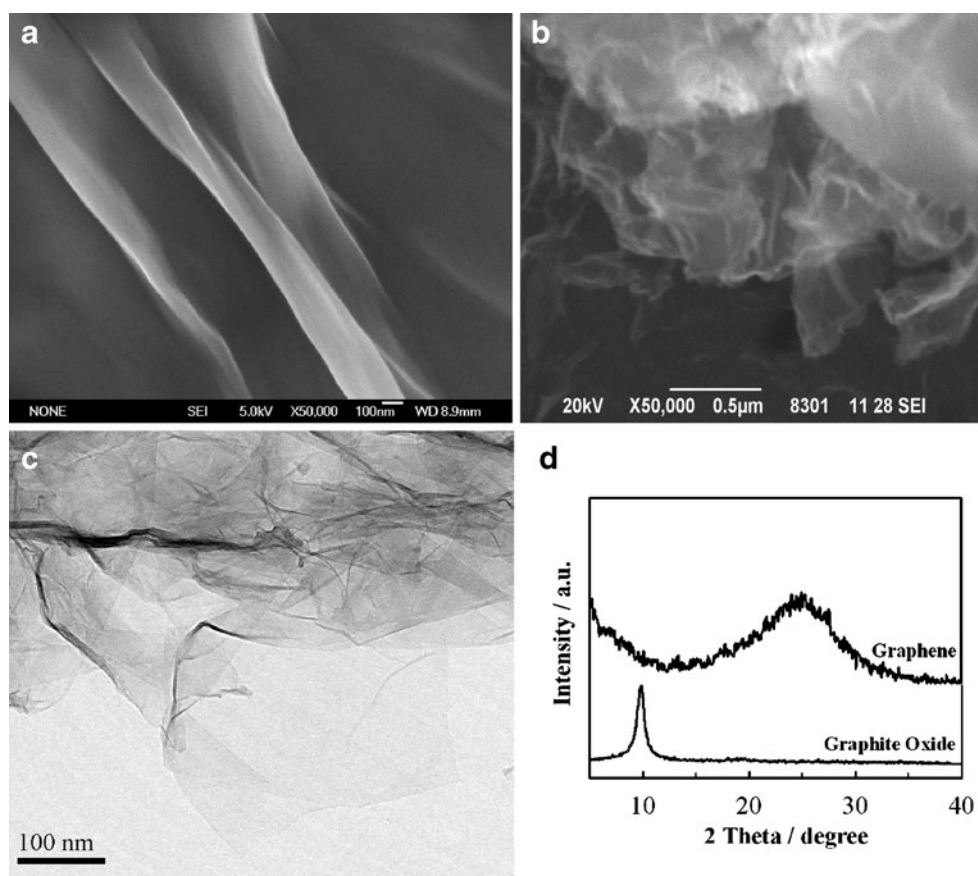 a
NONE SEI 5.0kV X50,000 100nm WD 8.9mm
b
20kV X50,000 0.5µm 8301 11 28 SEI
c
100 nm
d
Intensity / a.u.
Graphene
Graphite Oxide
10 20 30 40
2 Theta / degree